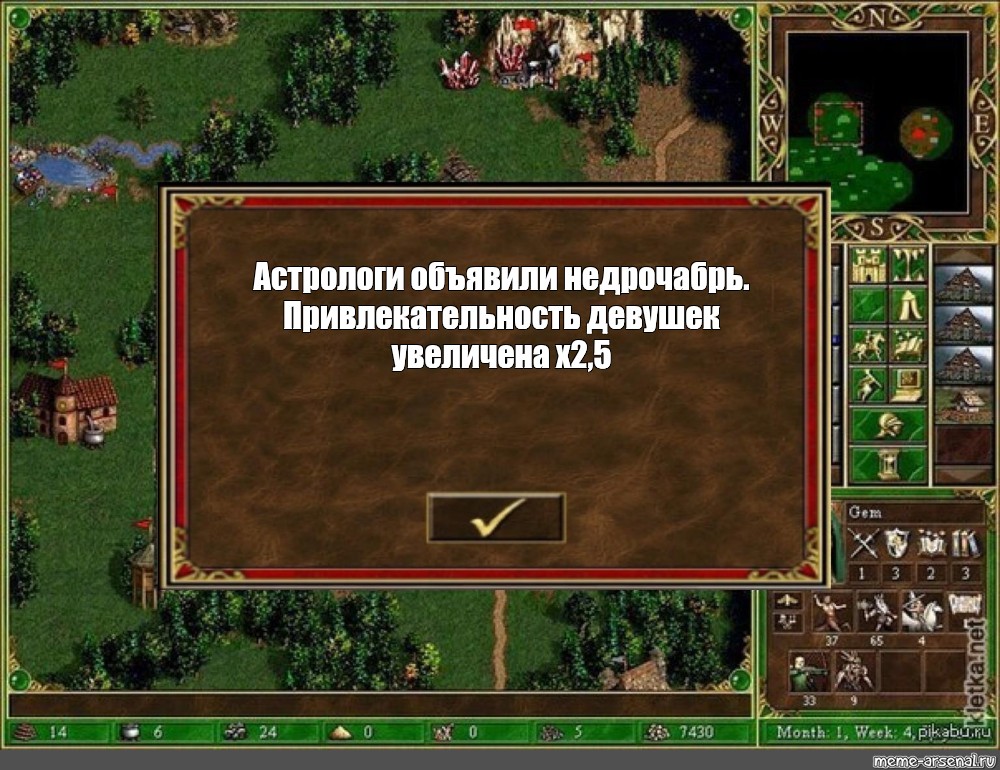 N
W
E
S
Астрологи объявили недрочабрь.
Привлекательность девушек
увеличена х2,5
Gem
1 3 2 3
37 65 4
33 9
kletka.net
14 6 24 0 0 5 7430
Month: 1, Week: 4,
pikabu.ru
meme-arsenal.ru